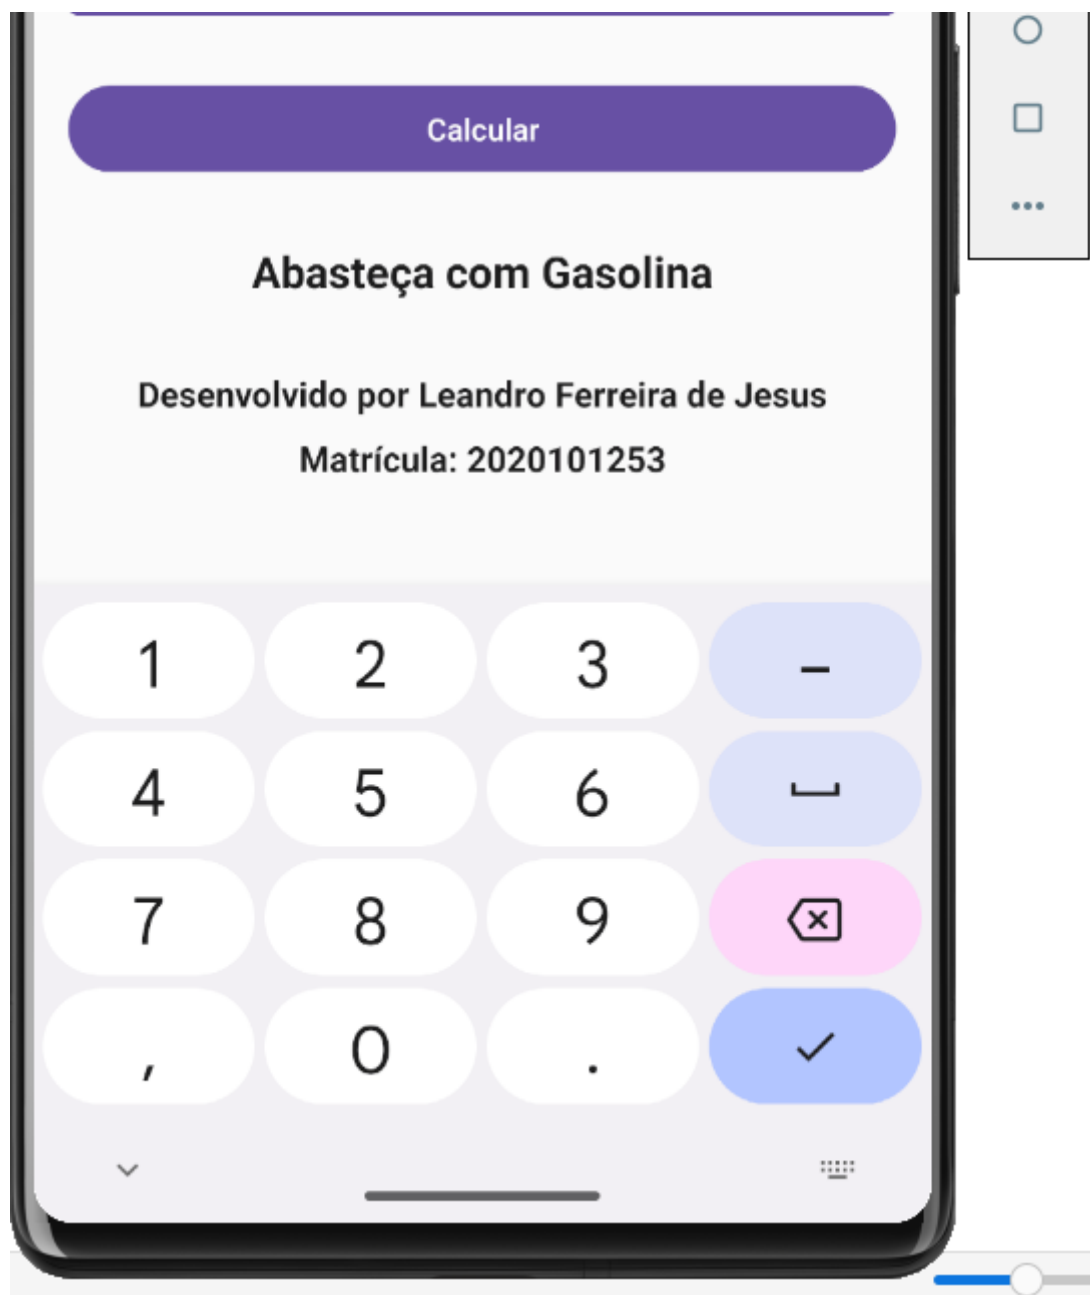 Calcular
Abasteça com Gasolina
Desenvolvido por Leandro Ferreira de Jesus
Matrícula: 2020101253
1 2 3 –
4 5 6
7 8 9
, 0 .